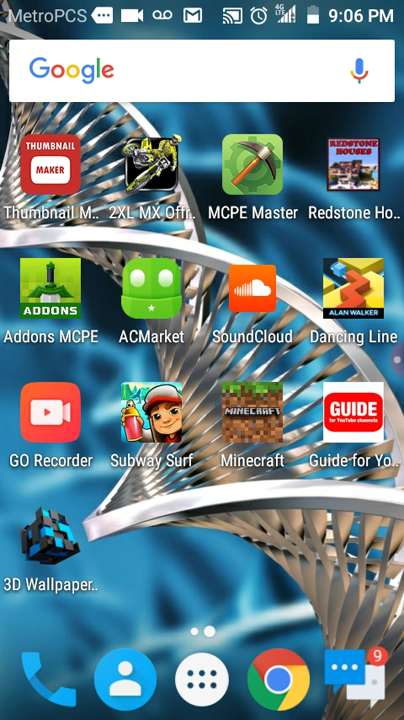 MetroPCS
4G
LTE
9:06 PM
Google
THUMBNAIL
MAKER
REDSTONE
HOUSES
Thumbnail M..
2XL MX Offr..
MCPE Master
Redstone Ho..
ADDONS
ALAN WALKER
Addons MCPE
ACMarket
SoundCloud
Dancing Line
MINECRAFT
GUIDE
for YouTube channels
GO Recorder
Subway Surf
Minecraft
Guide for Yo..
3D Wallpaper..
9